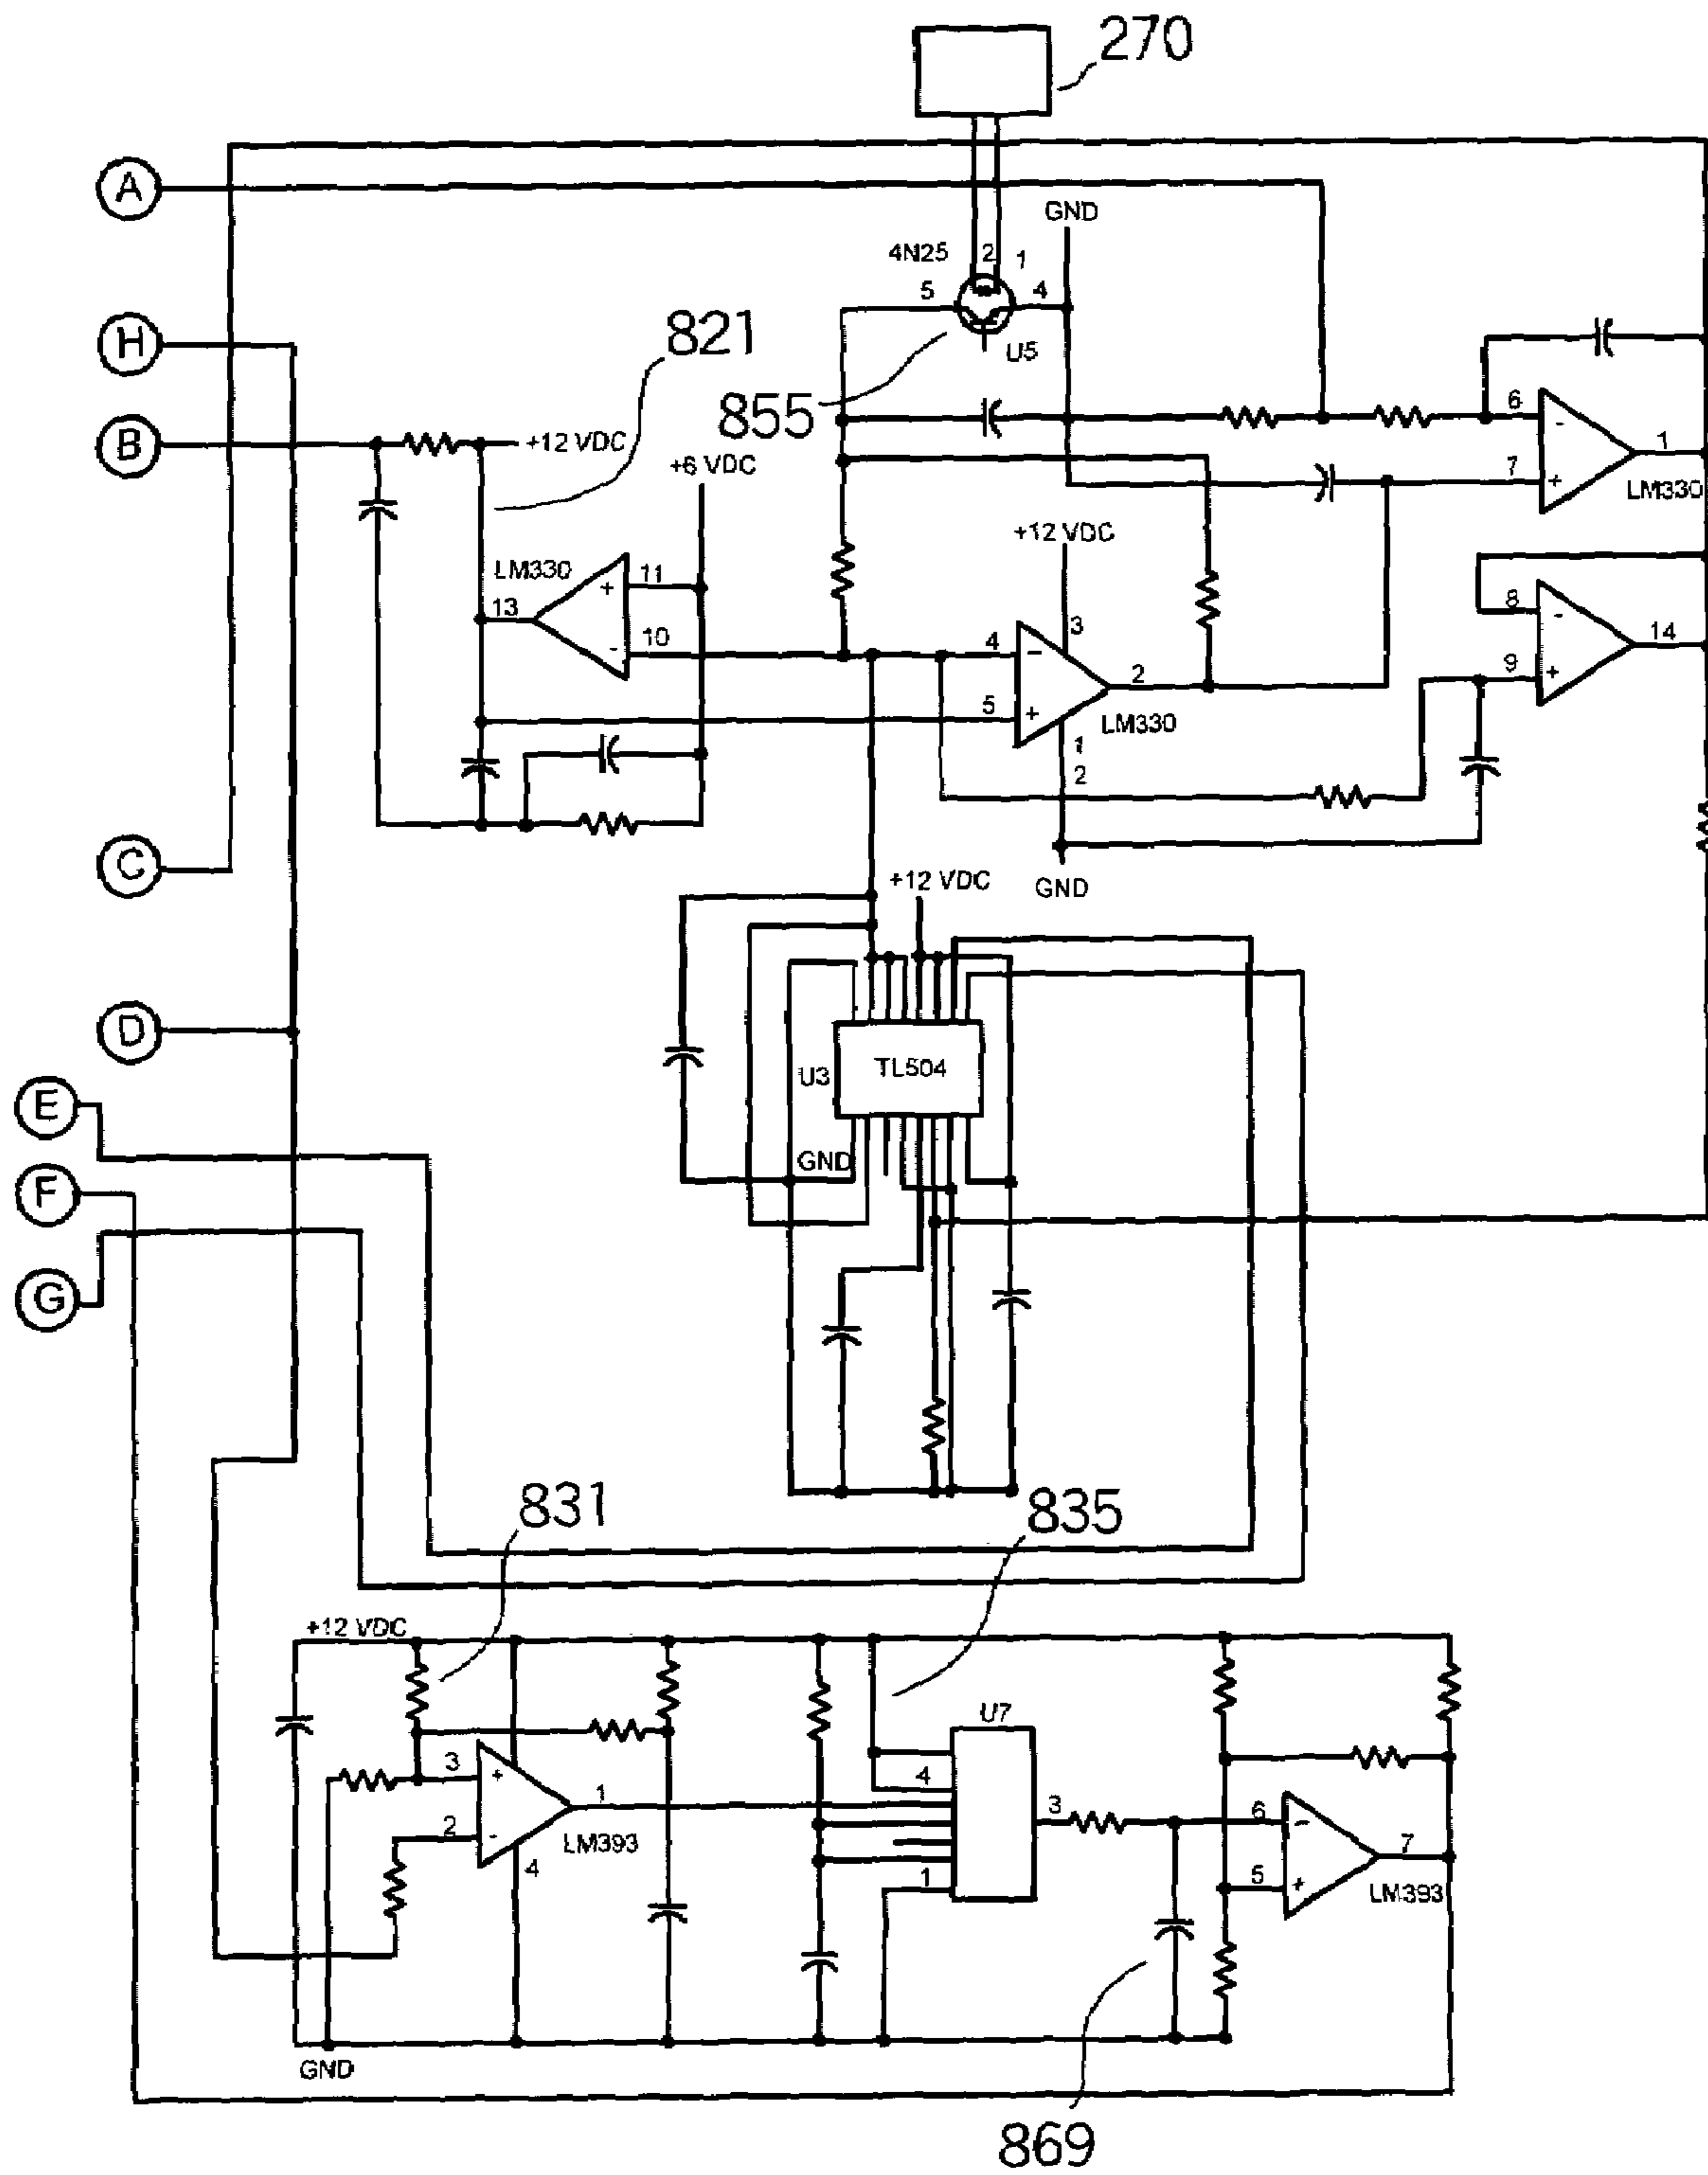 270
A
GND
4N25
2
1
5
4
H
U5
821
855
6
B
+12 VDC
+6 VDC
-
1
7
+
LM330
+12 VDC
LM330
11
+
13
8
-
10
-
3
4
-
14
9
+
2
5
+
LM330
1
2
C
+12 VDC
GND
D
U3
TL504
E
GND
F
G
831
835
+12 VDC
U7
3
+
4
1
3
6
-
2
-
LM393
7
4
1
5
+
LM393
GND
869